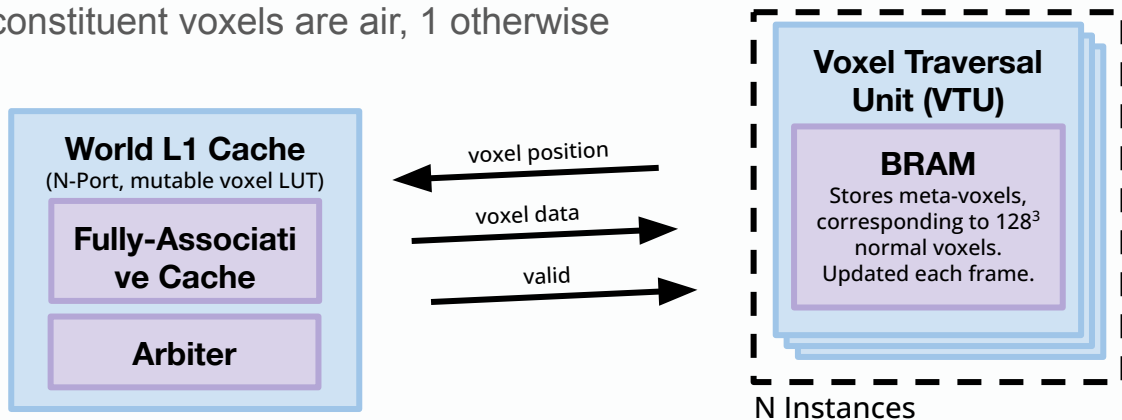 constituent voxels are air, 1 otherwise
World L1 Cache
(N-Port, mutable voxel LUT)
Fully-Associati
ve Cache
Arbiter
voxel position
voxel data
valid
Voxel Traversal
Unit (VTU)
BRAM
Stores meta-voxels,
corresponding to 128³
normal voxels.
Updated each frame.
N Instances